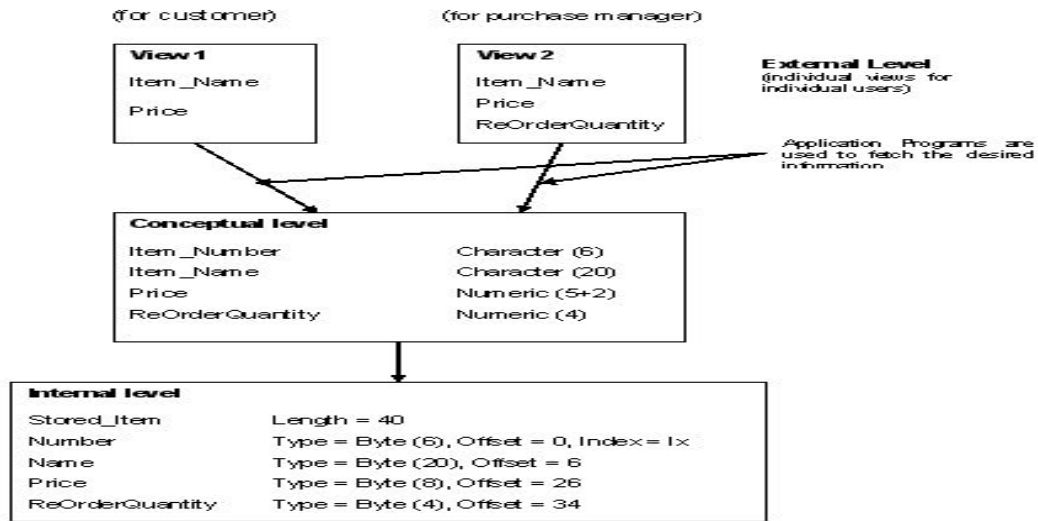 (for customer)
(for purchase manager)
View 1
Item_Name
Price
View 2
Item_Name
Price
ReOrderQuantity
External Level
(individual views for
individual users)
Application Programs are
used to fetch the desired
information
Conceptual level
Item_Number Character (6)
Item_Name Character (20)
Price Numeric (5+2)
ReOrderQuantity Numeric (4)
Internal level
Stored_Item Length = 40
Number Type = Byte (6), Offset = 0, Index = Ix
Name Type = Byte (20), Offset = 6
Price Type = Byte (8), Offset = 26
ReOrderQuantity Type = Byte (4), Offset = 34